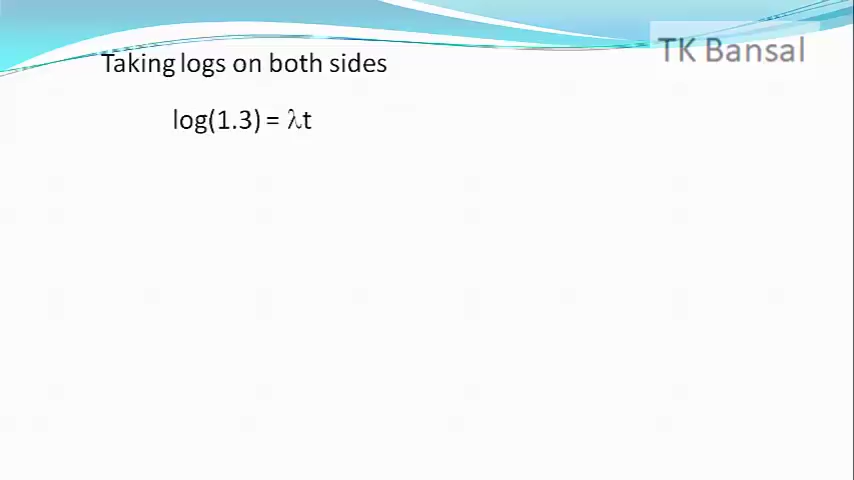 TK Bansal
Taking logs on both sides
log(1.3) = λt